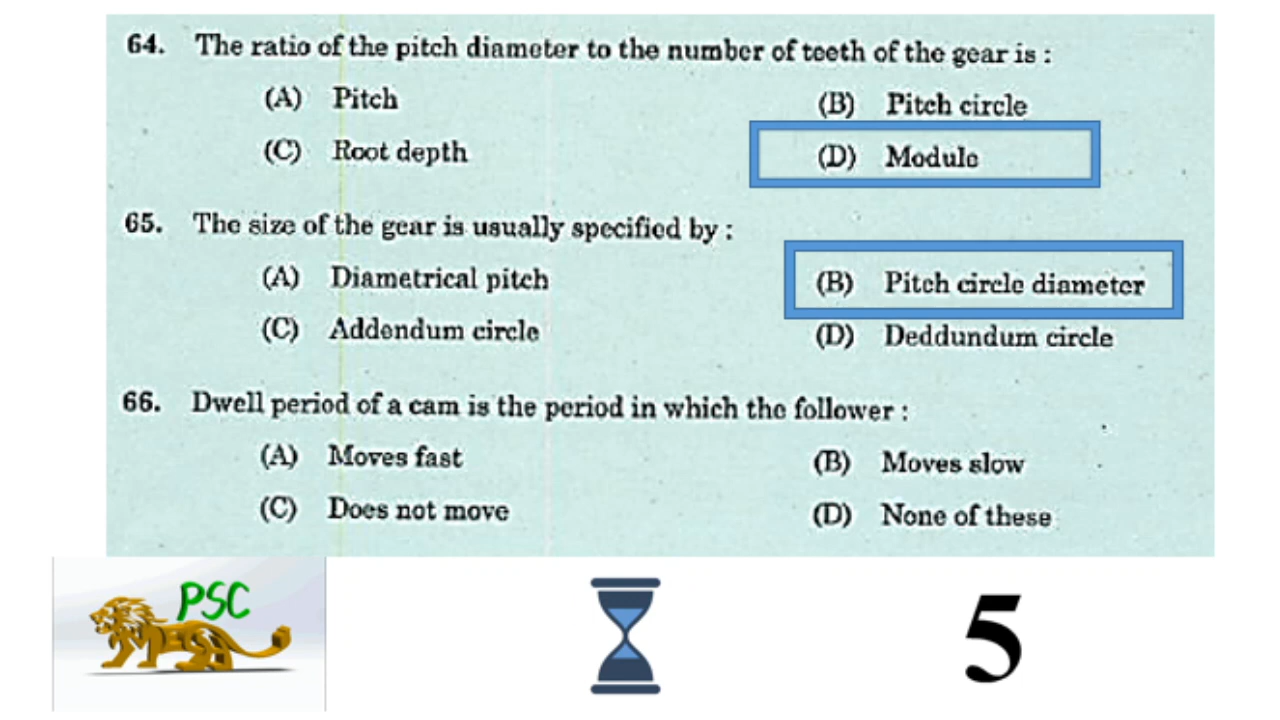 64. The ratio of the pitch diameter to the number of teeth of the gear is :
(A) Pitch (B) Pitch circle
(C) Root depth (D) Module
65. The size of the gear is usually specified by :
(A) Diametrical pitch (B) Pitch circle diameter
(C) Addendum circle (D) Deddundum circle
66. Dwell period of a cam is the period in which the follower :
(A) Moves fast (B) Moves slow
(C) Does not move (D) None of these
PSC
5